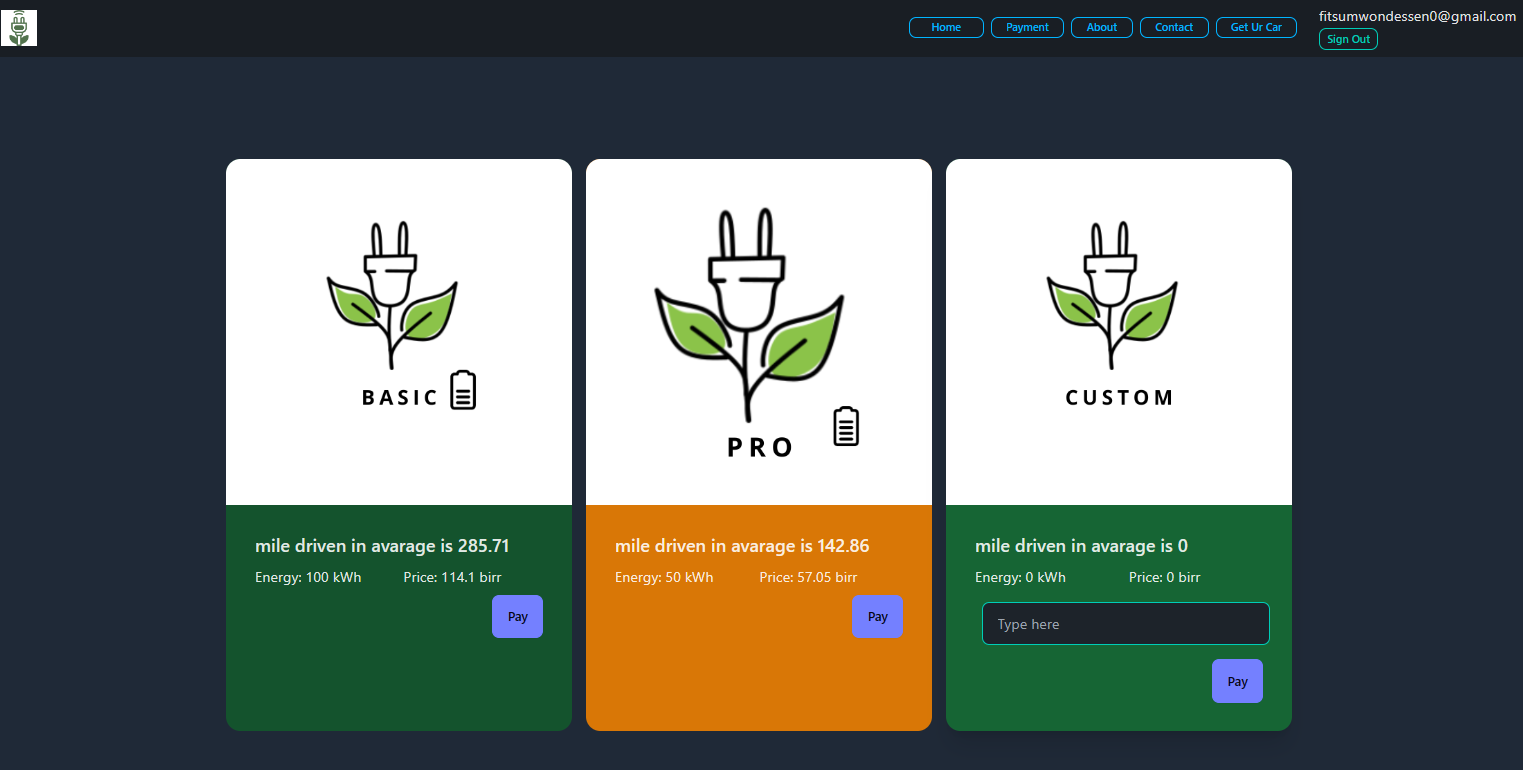 Home Payment About Contact Get Ur Car
fitsumwondessen0@gmail.com
Sign Out
BASIC
mile driven in avarage is 285.71
Energy: 100 kWh Price: 114.1 birr
Pay
PRO
mile driven in avarage is 142.86
Energy: 50 kWh Price: 57.05 birr
Pay
CUSTOM
mile driven in avarage is 0
Energy: 0 kWh Price: 0 birr
Type here
Pay